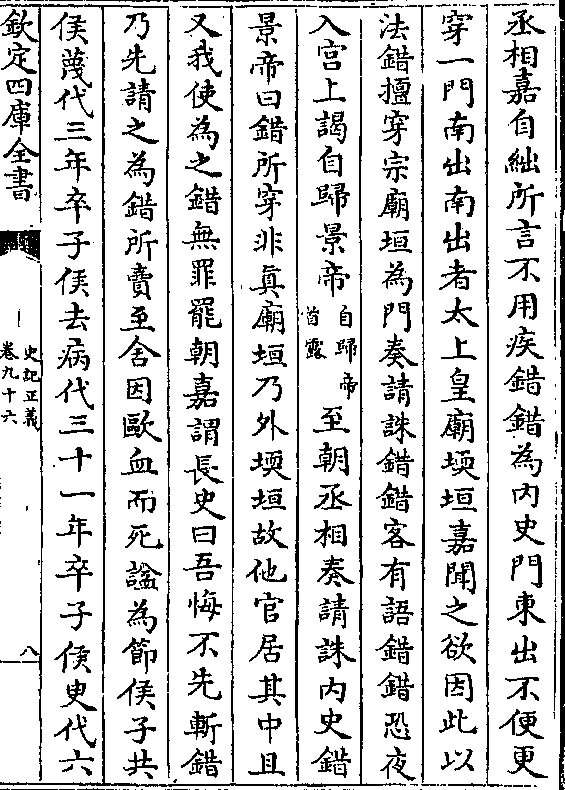 丞相嘉自絀所言不用疾錯錯為内史門東出不便更
穿一門南出南出者太上皇廟堧垣嘉聞之欲因此以
法錯擅穿宗廟垣為門奏請誅錯錯客有語錯錯恐夜
入宫上謁自歸景帝自歸帝首露至朝丞相奏請誅内史錯
景帝曰錯所穿非真廟垣乃外堧垣故他官居其中且
又我使為之錯無罪罷朝嘉謂長史曰吾悔不先斬錯
乃先請之為錯所賣至舍因歐血而死諡為節侯子共
侯蔑代三年卒子侯去病代三十一年卒子侯㬰代六
欽定四庫全書
史記正義
卷九十六
八